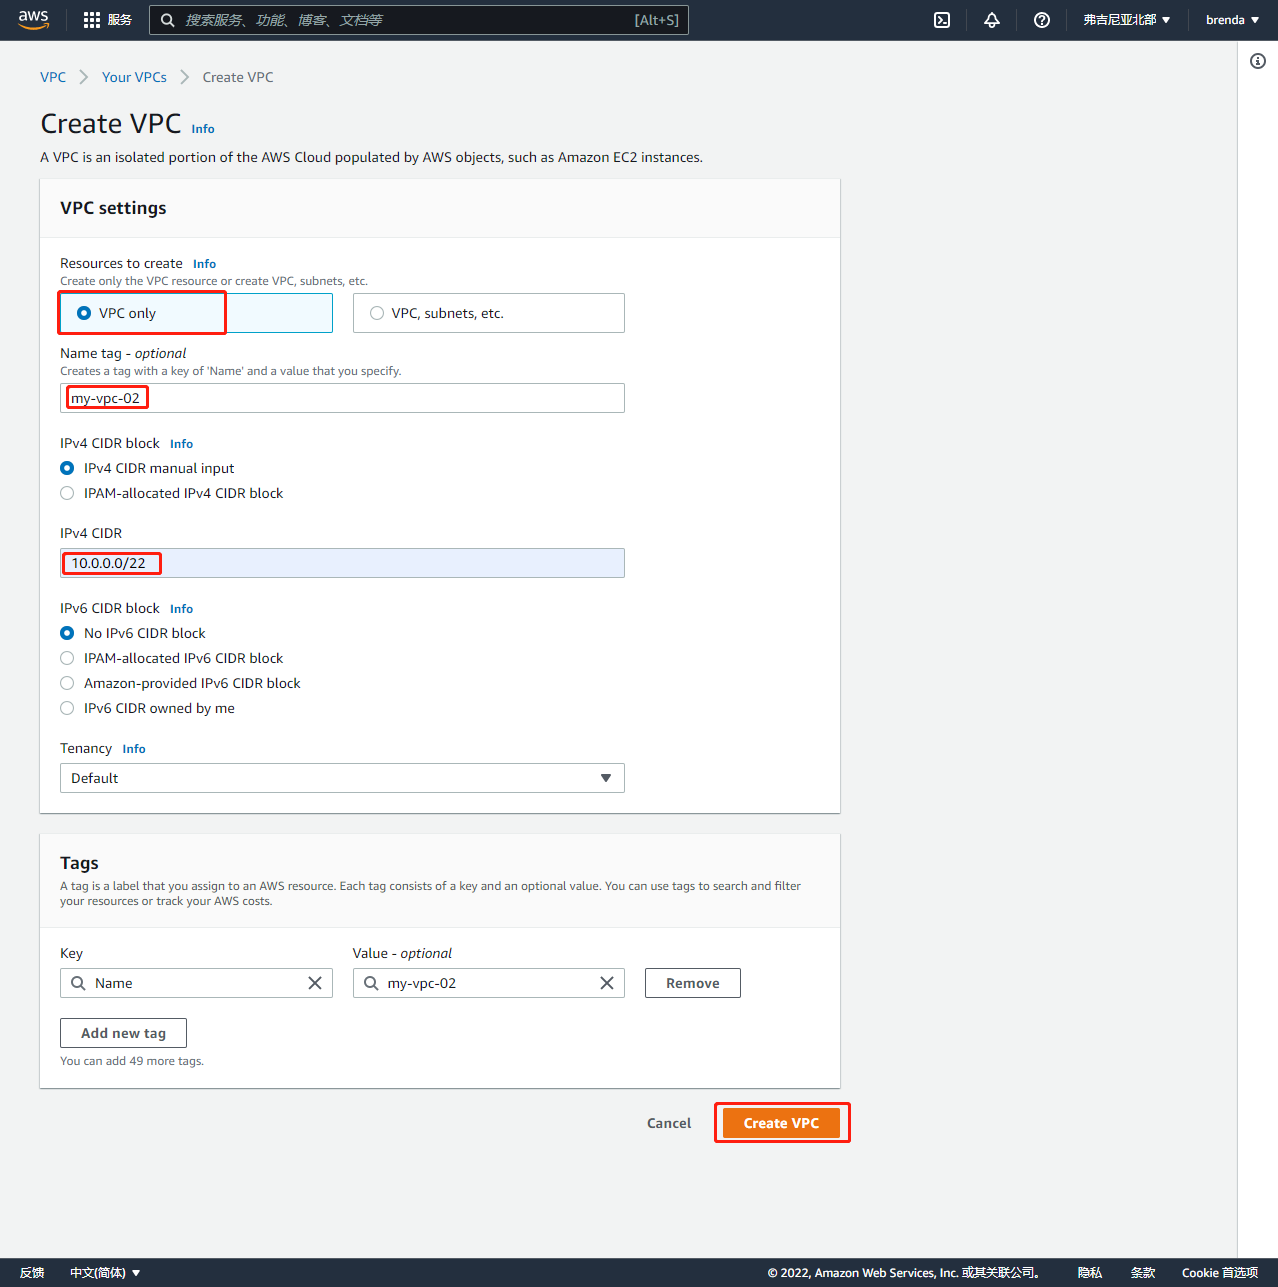 aws 服务 搜索服务、功能、博客、文档等 [Alt+S] 弗吉尼亚北部 brenda
VPC Your VPCs Create VPC
Create VPC Info
A VPC is an isolated portion of the AWS Cloud populated by AWS objects, such as Amazon EC2 instances.
VPC settings
Resources to create Info
Create only the VPC resource or create VPC, subnets, etc.
VPC only VPC, subnets, etc.
Name tag - optional
Creates a tag with a key of 'Name' and a value that you specify.
my-vpc-02
IPv4 CIDR block Info
IPv4 CIDR manual input
IPAM-allocated IPv4 CIDR block
IPv4 CIDR
10.0.0.0/22
IPv6 CIDR block Info
No IPv6 CIDR block
IPAM-allocated IPv6 CIDR block
Amazon-provided IPv6 CIDR block
IPv6 CIDR owned by me
Tenancy Info
Default
Tags
A tag is a label that you assign to an AWS resource. Each tag consists of a key and an optional value. You can use tags to search and filter
your resources or track your AWS costs.
Key Value - optional
Name my-vpc-02 Remove
Add new tag
You can add 49 more tags.
Cancel Create VPC
反馈 中文(简体) © 2022, Amazon Web Services, Inc. 或其关联公司。 隐私 条款 Cookie 首选项